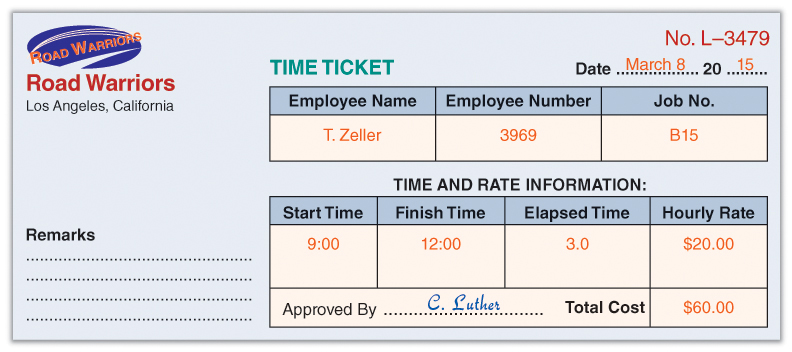 ROAD WARRIORS
Road Warriors
Los Angeles, California
No. L–3479
TIME TICKET
Date March 8 20 15
Employee Name Employee Number Job No.
T. Zeller 3969 B15
TIME AND RATE INFORMATION:
Start Time Finish Time Elapsed Time Hourly Rate
9:00 12:00 3.0 $20.00
Remarks
Approved By C. Luther Total Cost $60.00